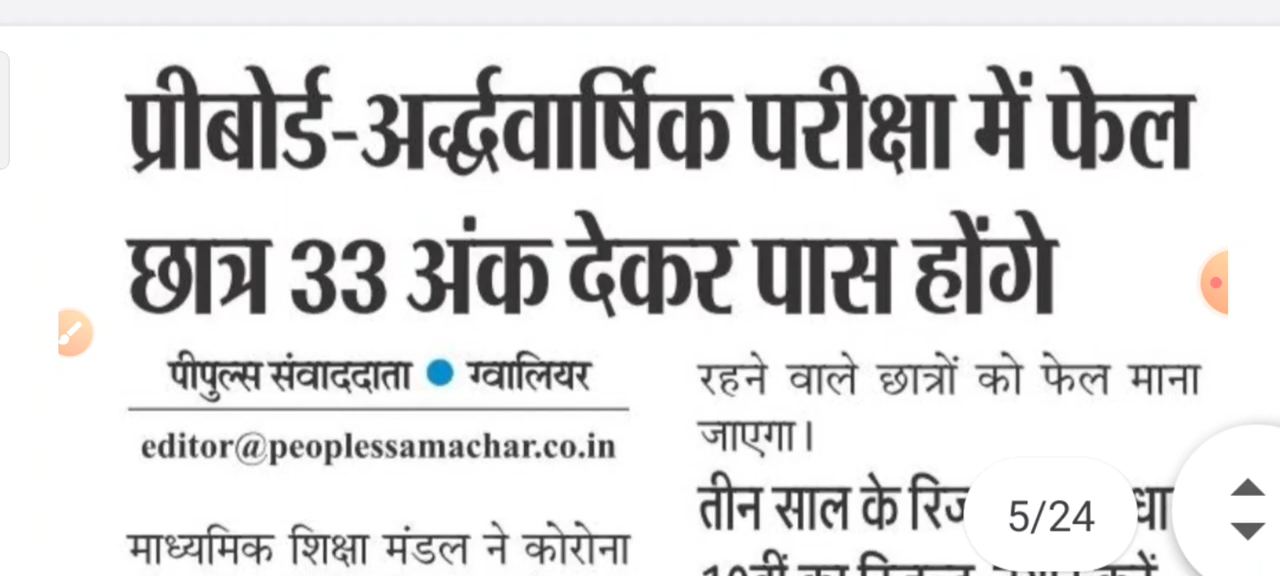 प्रीबोर्ड-अर्द्धवार्षिक परीक्षा में फेल
छात्र 33 अंक देकर पास होंगे
पीपुल्स संवाददाता ● ग्वालियर
editor@peoplessamachar.co.in
माध्यमिक शिक्षा मंडल ने कोरोना
रहने वाले छात्रों को फेल माना
जाएगा।
तीन साल के
5/24